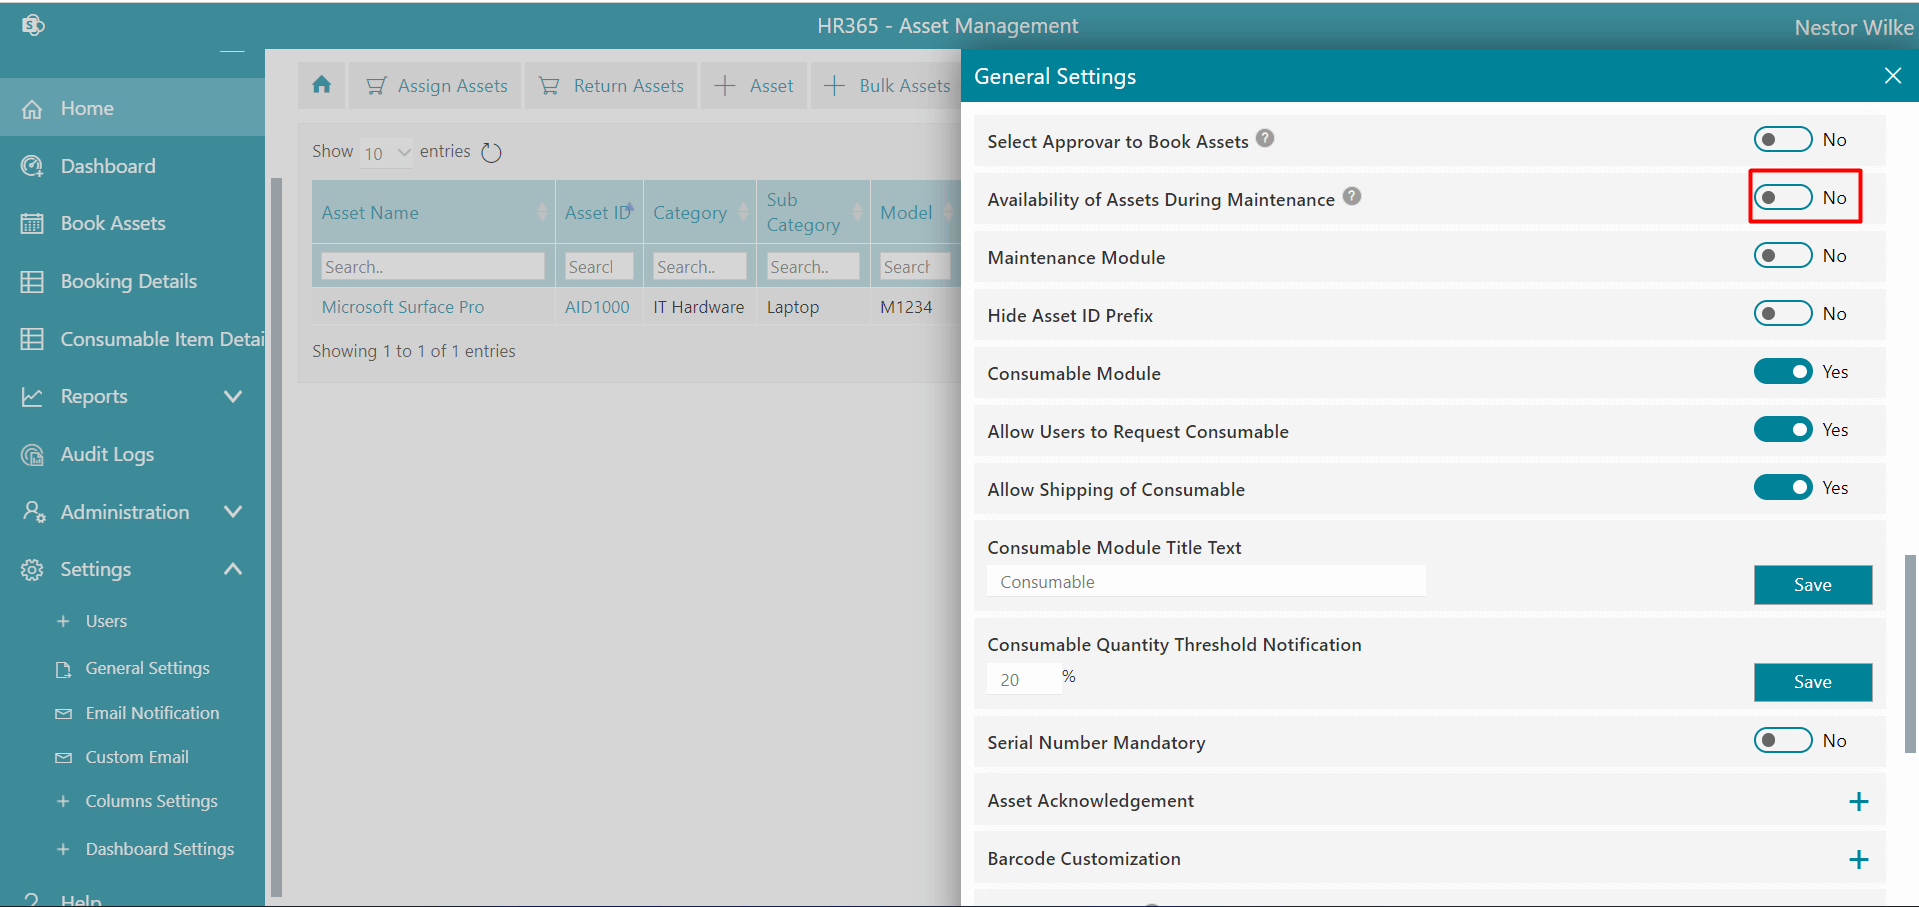 HR365 - Asset Management
Nestor Wilke
Home
Dashboard
Book Assets
Booking Details
Consumable Item Detai
Reports
Audit Logs
Administration
Settings
Users
General Settings
Email Notification
Custom Email
Columns Settings
Dashboard Settings
Help
Assign Assets
Return Assets
Asset
Bulk Assets
Show 10 entries
Asset Name
Asset ID
Category
Sub
Category
Model
Search..
Search
Search..
Search..
Search
Microsoft Surface Pro
AID1000
IT Hardware
Laptop
M1234
Showing 1 to 1 of 1 entries
General Settings
Select Approvar to Book Assets ?
No
Availability of Assets During Maintenance ?
No
Maintenance Module
No
Hide Asset ID Prefix
No
Consumable Module
Yes
Allow Users to Request Consumable
Yes
Allow Shipping of Consumable
Yes
Consumable Module Title Text
Consumable
Save
Consumable Quantity Threshold Notification
20 %
Save
Serial Number Mandatory
No
Asset Acknowledgement
Barcode Customization